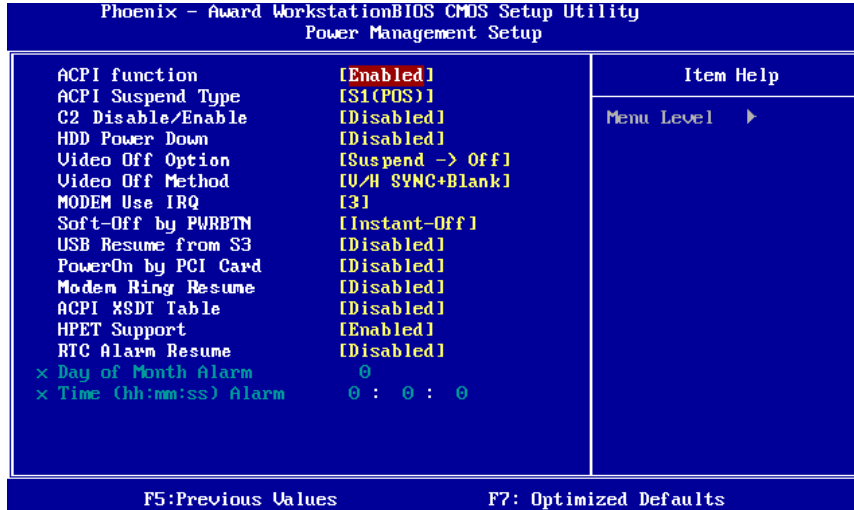 Phoenix - Award WorkstationBIOS CMOS Setup Utility
Power Management Setup
ACPI function [Enabled]
ACPI Suspend Type [S1(POS)]
C2 Disable/Enable [Disabled]
HDD Power Down [Disabled]
Video Off Option [Suspend -> Off]
Video Off Method [V/H SYNC+Blank]
MODEM Use IRQ [3]
Soft-Off by PWRBTN [Instant-Off]
USB Resume from S3 [Disabled]
PowerOn by PCI Card [Disabled]
Modem Ring Resume [Disabled]
ACPI XSDT Table [Disabled]
HPET Support [Enabled]
RTC Alarm Resume [Disabled]
x Day of Month Alarm 0
x Time (hh:mm:ss) Alarm 0 : 0 : 0
Item Help
Menu Level ▶
F5:Previous Values F7: Optimized Defaults